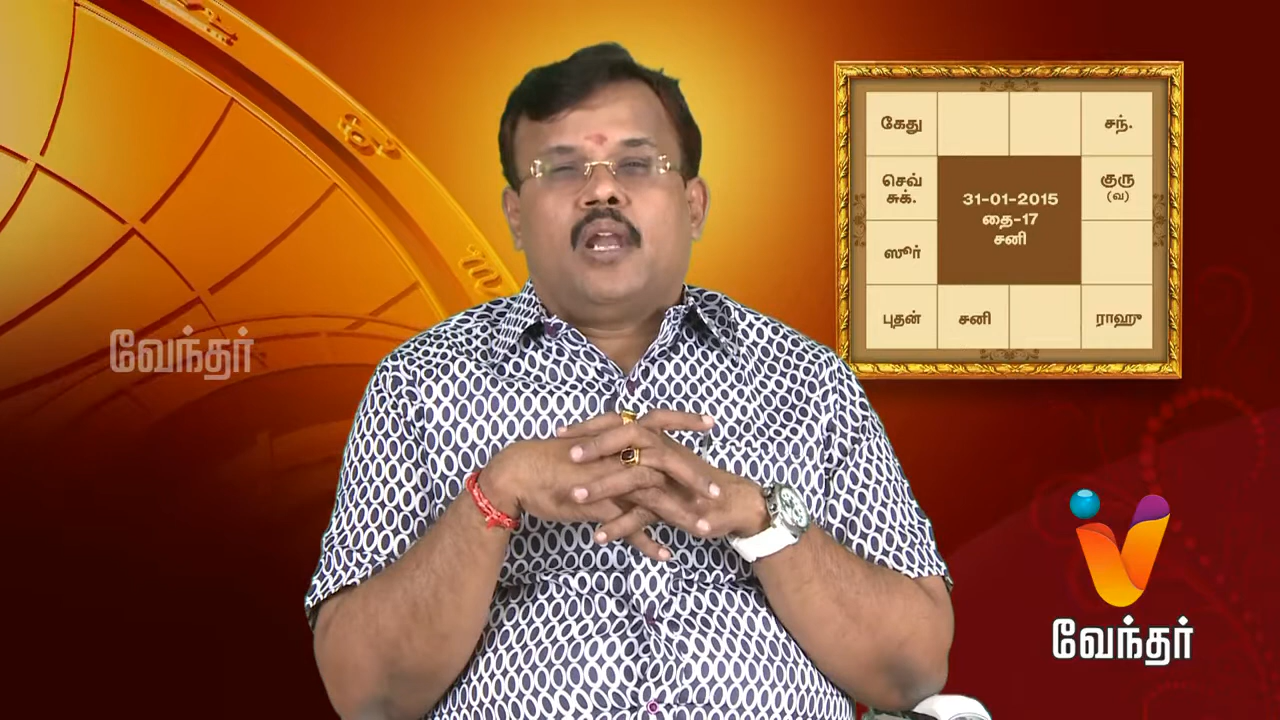 கேது
சந்.
செவ்
சுக்.
குரு
(வ)
31-01-2015
தை-17
சனி
ஸூர்
புதன்
சனி
ராஹு
வேந்தர்
வேந்தர்